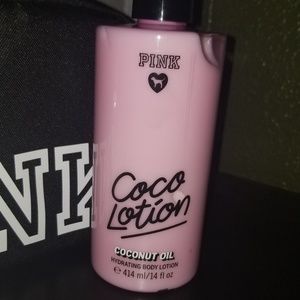 PINK
Coco
Lotion
COCONUT OIL
HYDRATING BODY LOTION
℮ 414 ml/14 fl oz
NK